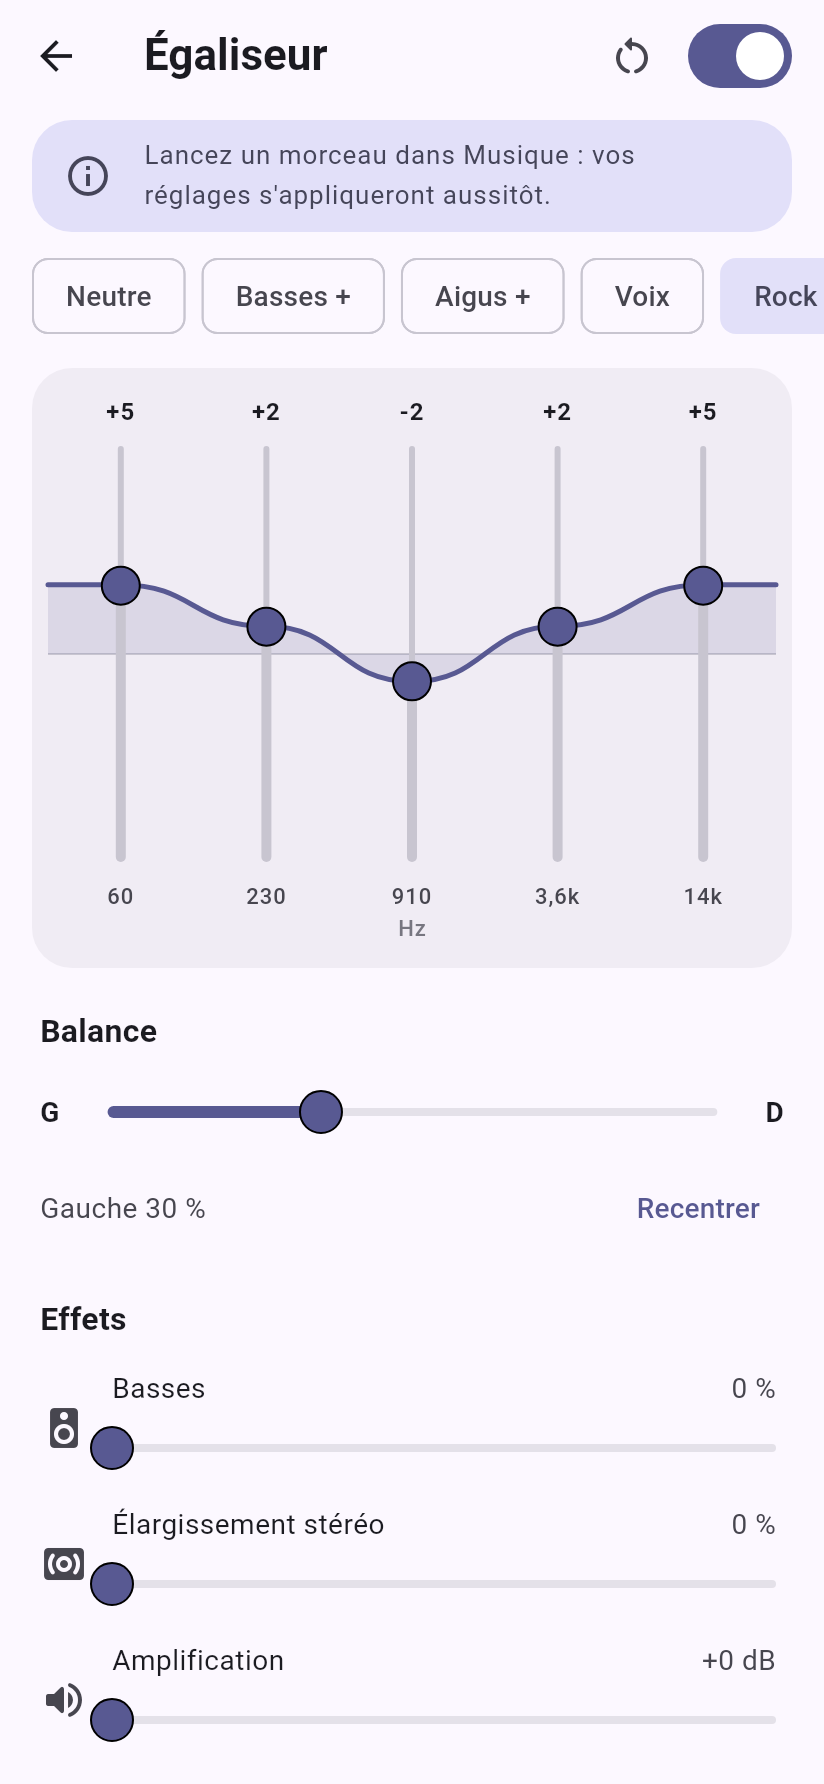 Égaliseur
Lancez un morceau dans Musique : vos
réglages s'appliqueront aussitôt.
Neutre Basses + Aigus + Voix Rock
+5 +2 -2 +2 +5
60 230 910 3,6k 14k
Hz
Balance
G D
Gauche 30 % Recentrer
Effets
Basses 0 %
Élargissement stéréo 0 %
Amplification +0 dB